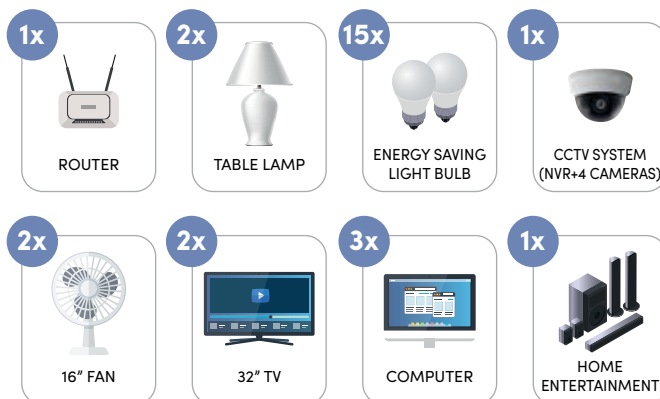 1x
ROUTER
2x
TABLE LAMP
15x
ENERGY SAVING
LIGHT BULB
1x
CCTV SYSTEM
(NVR+4 CAMERAS)
2x
16" FAN
2x
32" TV
3x
COMPUTER
1x
HOME
ENTERTAINMENT